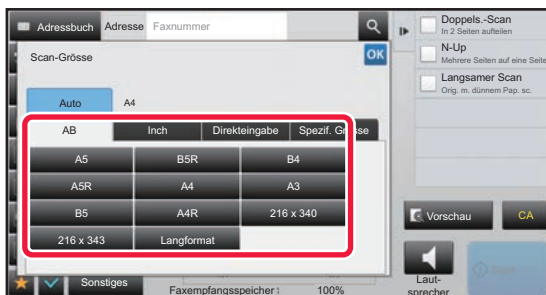 Adressbuch Adresse Faxnummer
Scan-Grösse OK
Auto A4
AB Inch Direkteingabe Spezif. Grösse
A5 B5R B4
A5R A4 A3
B5 A4R 216 x 340
216 x 343 Langformat
Sonstiges
Faxempfangsspeicher: 100%
Doppels.-Scan
In 2 Seiten aufteilen
N-Up
Mehrere Seiten auf eine Seite
Langsamer Scan
Orig. m. dünnem Pap. sc.
Vorschau CA
Laut-
sprecher
Start